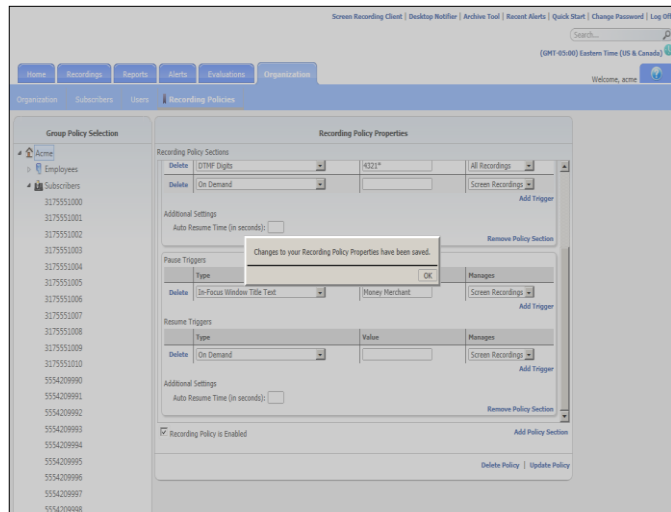 Screen Recording Client | Desktop Notifier | Archive Tool | Recent Alerts | Quick Start | Change Password | Log Off
Search...
(GMT-05:00) Eastern Time (US & Canada)
Home Recordings Reports Alerts Evaluations Organization
Welcome, acme
Organization Subscribers Users Recording Policies
Group Policy Selection
Acme
Employees
Subscribers
3175551000
3175551001
3175551002
3175551003
3175551004
3175551005
3175551006
3175551007
3175551008
3175551009
3175551010
5554209990
5554209991
5554209992
5554209993
5554209994
5554209995
5554209996
5554209997
5554209998
Recording Policy Properties
Recording Policy Sections
Delete DTMF Digits 4321* All Recordings
Delete On Demand Screen Recordings
Add Trigger
Additional Settings
Auto Resume Time (in seconds):
Remove Policy Section
Changes to your Recording Policy Properties have been saved.
OK
Pause Triggers
Type Manages
Delete In-Focus Window Title Text Money Merchant Screen Recordings
Add Trigger
Resume Triggers
Type Value Manages
Delete On Demand Screen Recordings
Add Trigger
Additional Settings
Auto Resume Time (in seconds):
Remove Policy Section
Recording Policy is Enabled
Add Policy Section
Delete Policy | Update Policy